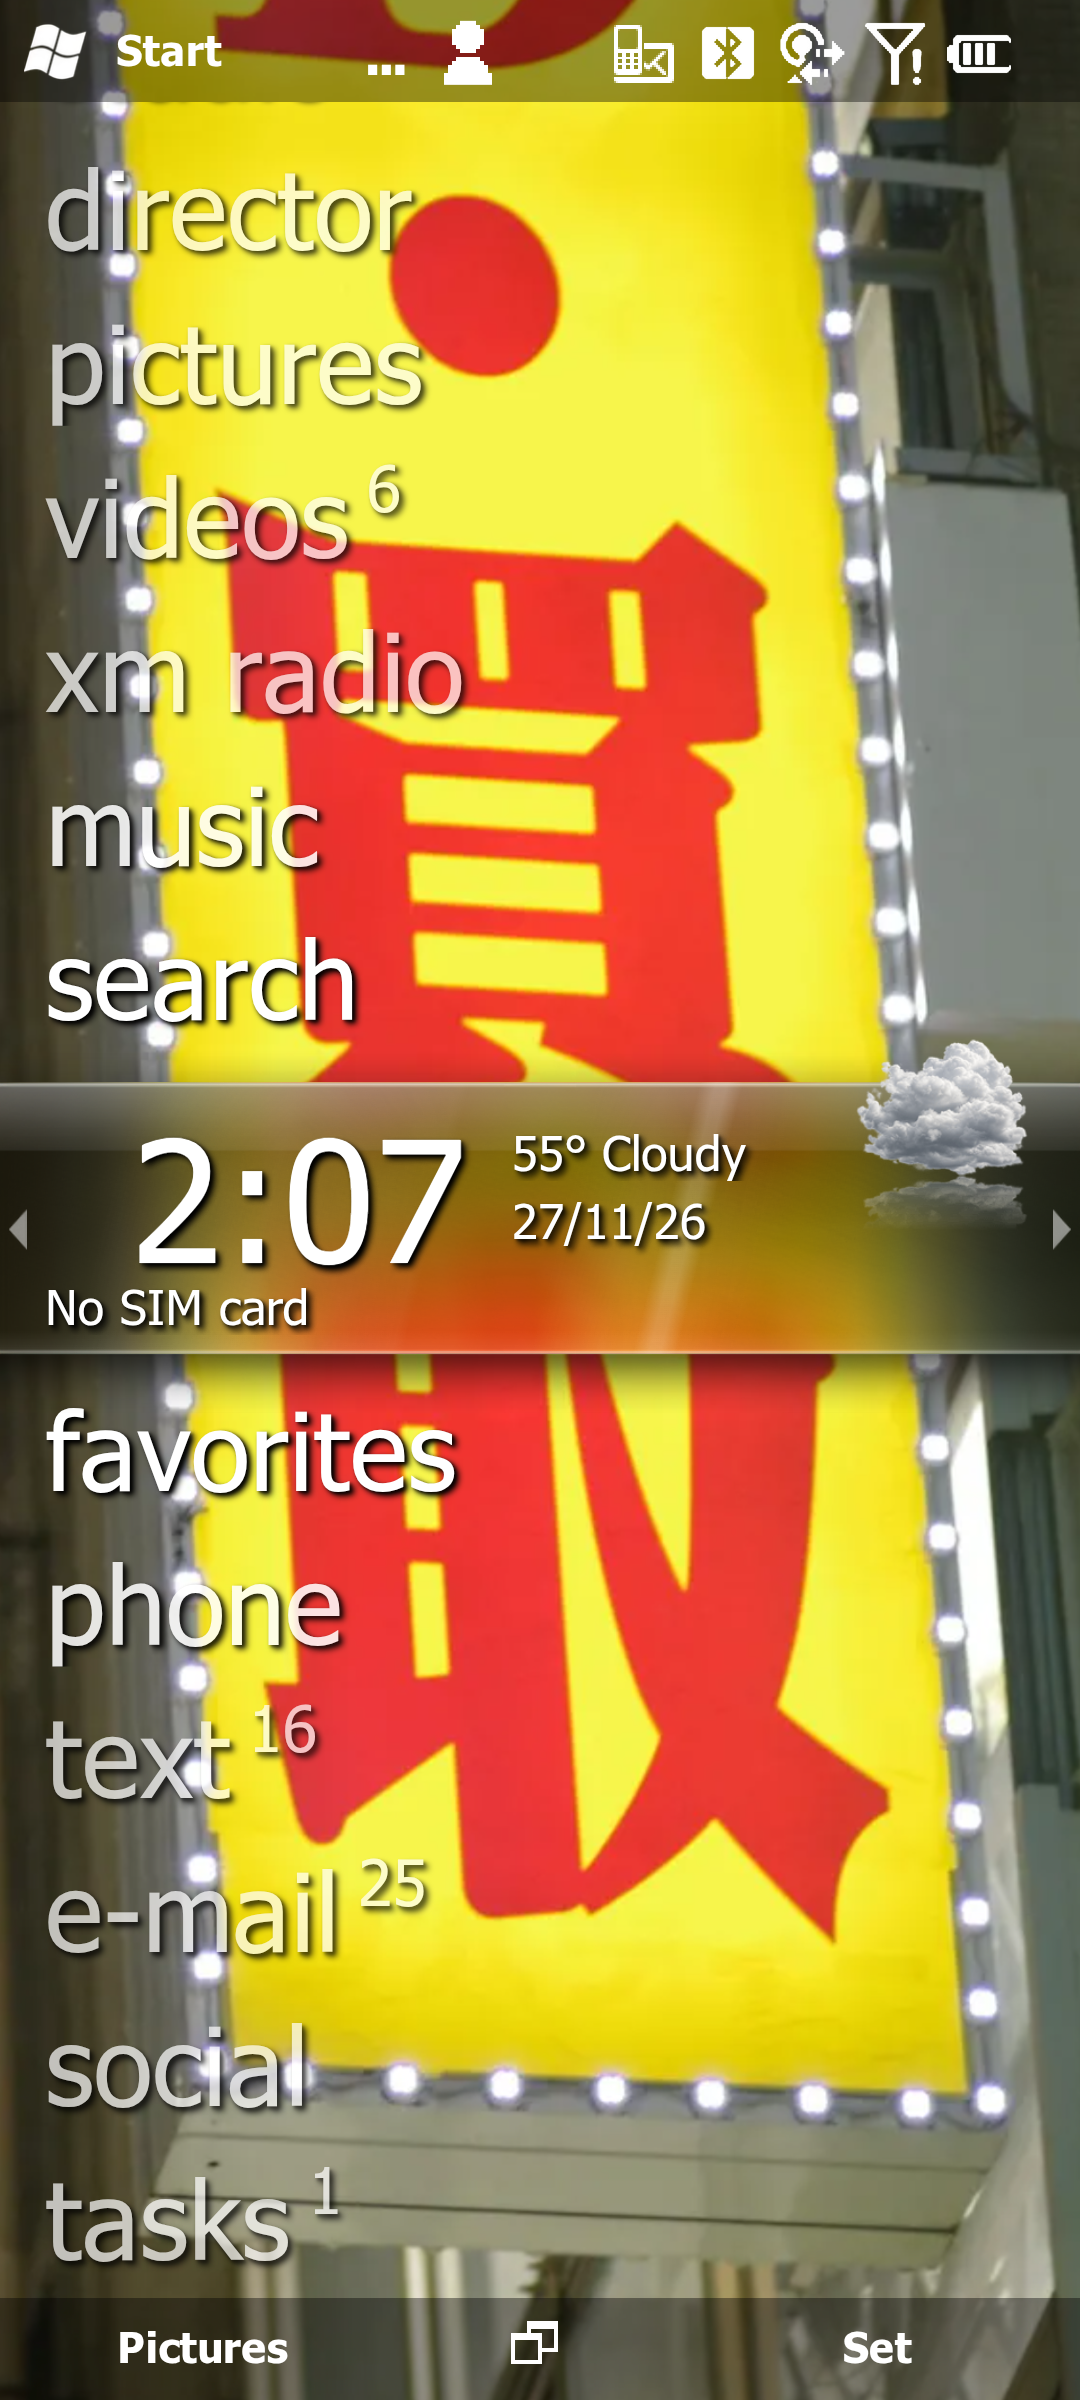 Start
director
pictures
videos 6
xm radio
music
search
2:07
55° Cloudy
27/11/26
No SIM card
favorites
phone
text 16
e-mail 25
social
tasks 1
Pictures
Set
買取